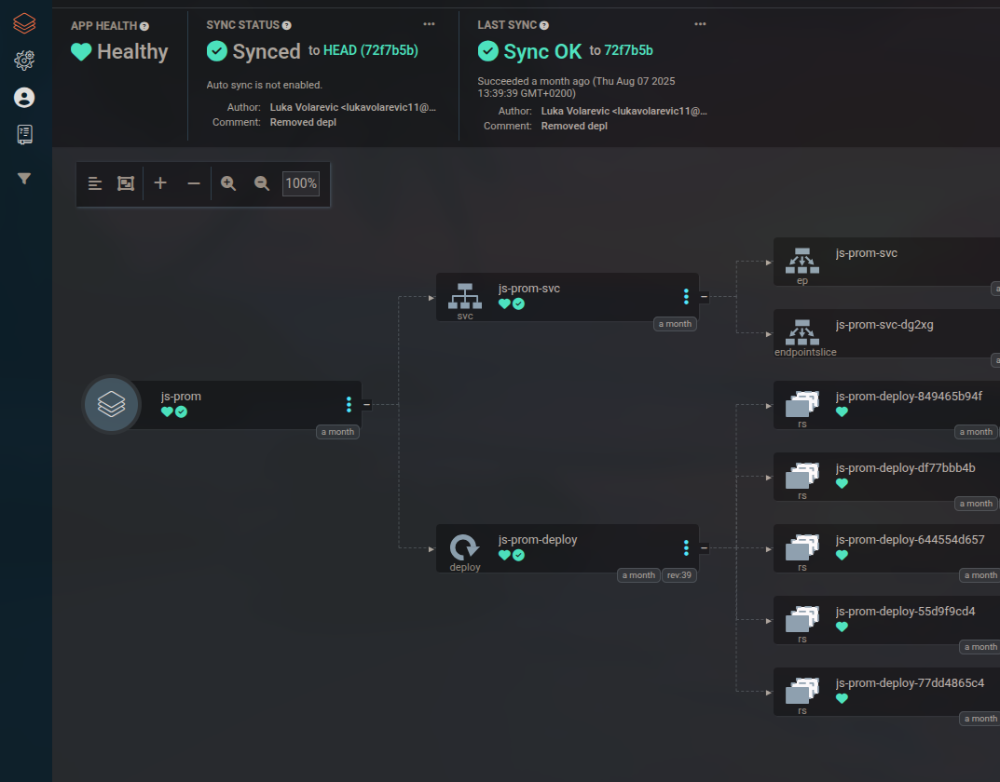 APP HEALTH
Healthy
SYNC STATUS
Synced to HEAD (72f7b5b)
Auto sync is not enabled.
Author: Luka Volarevic <lukavolarevic11@...
Comment: Removed depl
LAST SYNC
Sync OK to 72f7b5b
Succeeded a month ago (Thu Aug 07 2025
13:39:39 GMT+0200)
Author: Luka Volarevic <lukavolarevic11@...
Comment: Removed depl
100%
js-prom
a month
js-prom-svc
svc
a month
js-prom-deploy
deploy
a month
rev:39
js-prom-svc
ep
a
js-prom-svc-dg2xg
endpointslice
a
js-prom-deploy-849465b94f
rs
a month
js-prom-deploy-df77bbb4b
rs
a month
js-prom-deploy-644554d657
rs
a month
js-prom-deploy-55d9f9cd4
rs
a month
js-prom-deploy-77dd4865c4
rs
a month